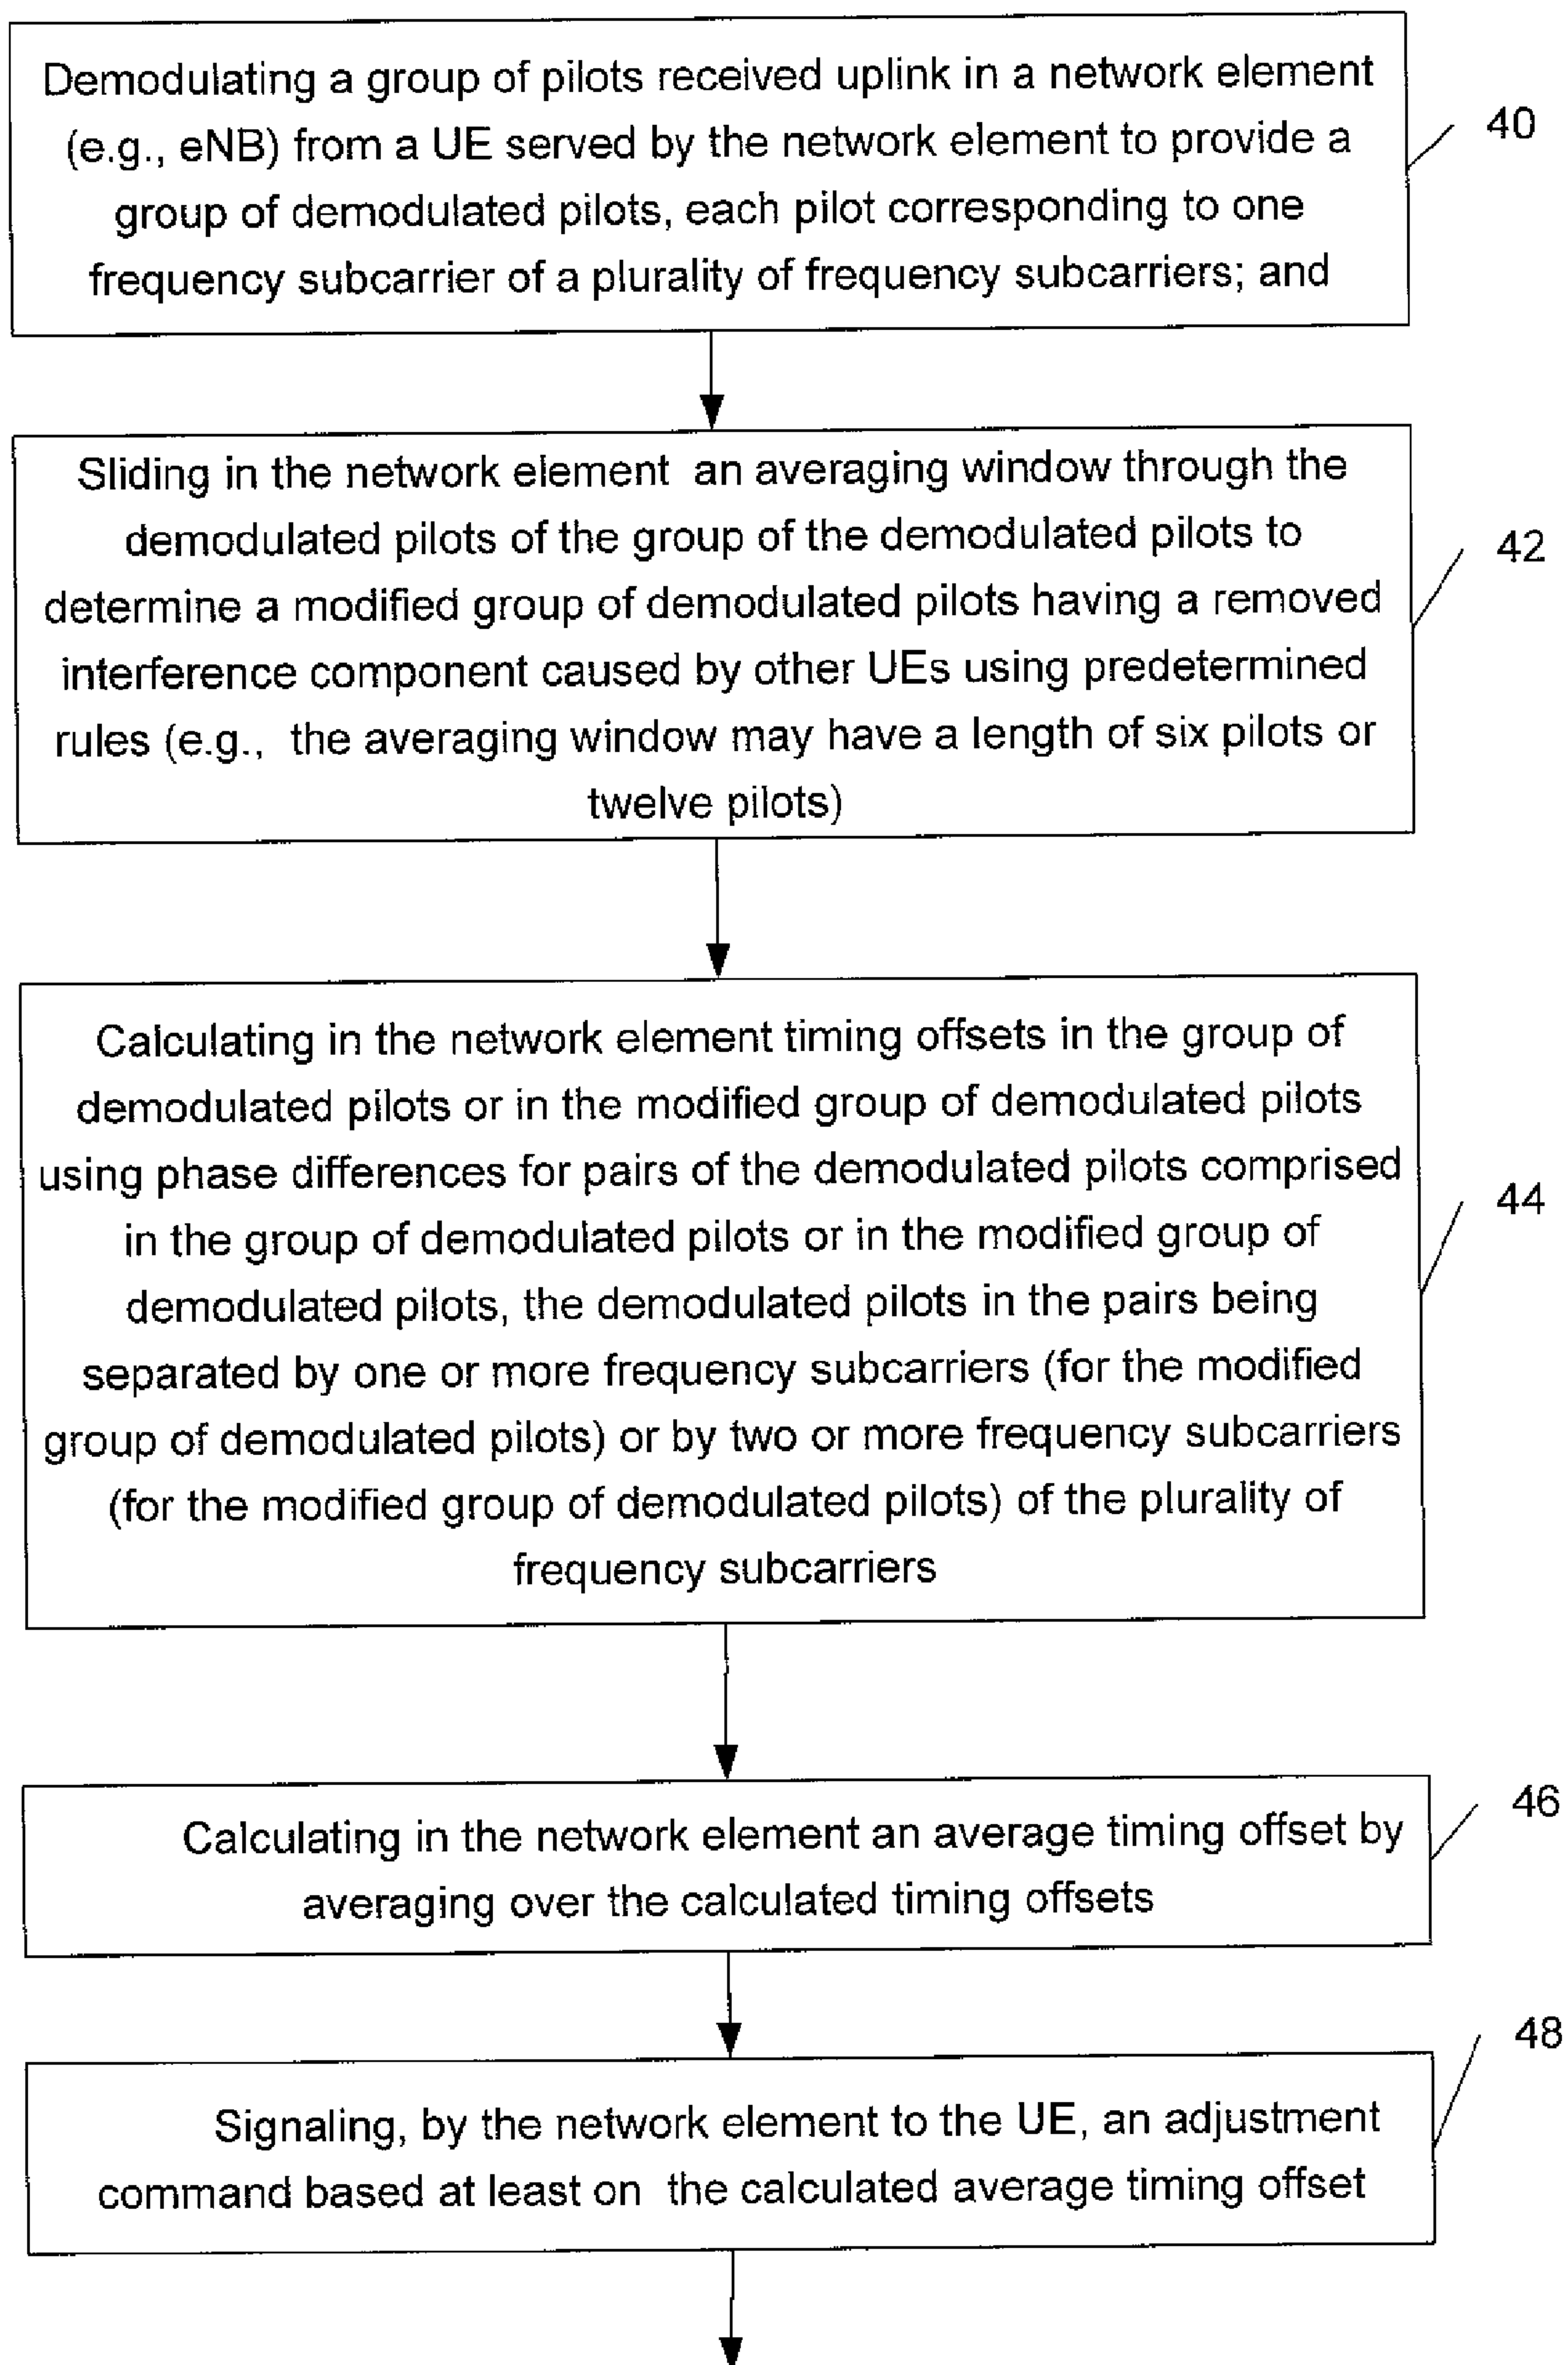 Demodulating a group of pilots received uplink in a network element
(e.g., eNB) from a UE served by the network element to provide a
group of demodulated pilots, each pilot corresponding to one
frequency subcarrier of a plurality of frequency subcarriers; and
40
Sliding in the network element an averaging window through the
demodulated pilots of the group of the demodulated pilots to
determine a modified group of demodulated pilots having a removed
interference component caused by other UEs using predetermined
rules (e.g., the averaging window may have a length of six pilots or
twelve pilots)
42
Calculating in the network element timing offsets in the group of
demodulated pilots or in the modified group of demodulated pilots
using phase differences for pairs of the demodulated pilots comprised
in the group of demodulated pilots or in the modified group of
demodulated pilots, the demodulated pilots in the pairs being
separated by one or more frequency subcarriers (for the modified
group of demodulated pilots) or by two or more frequency subcarriers
(for the modified group of demodulated pilots) of the plurality of
frequency subcarriers
44
Calculating in the network element an average timing offset by
averaging over the calculated timing offsets
46
Signaling, by the network element to the UE, an adjustment
command based at least on the calculated average timing offset
48